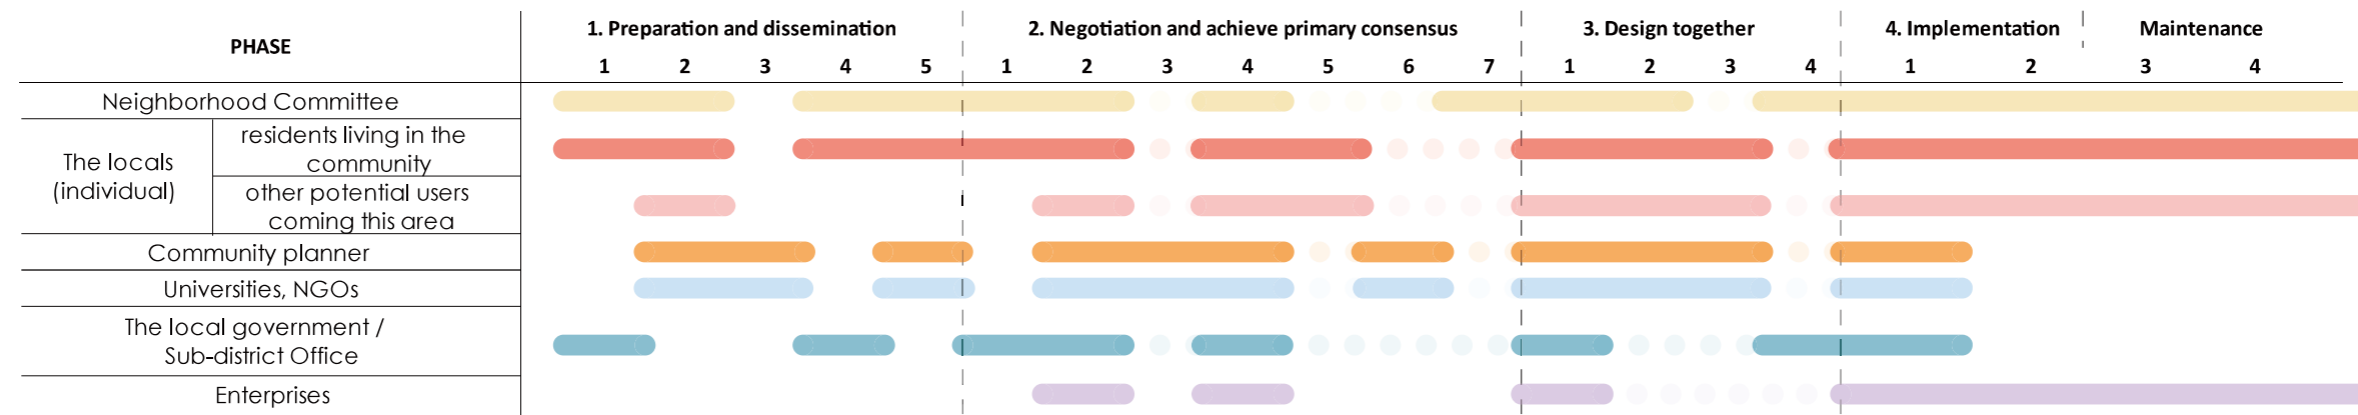 PHASE
1. Preparation and dissemination
2. Negotiation and achieve primary consensus
3. Design together
4. Implementation
Maintenance
1 2 3 4 5 1 2 3 4 5 6 7 1 2 3 4 1 2 3 4
Neighborhood Committee
The locals
(individual)
residents living in the
community
other potential users
coming this area
Community planner
Universities, NGOs
The local government /
Sub-district Office
Enterprises